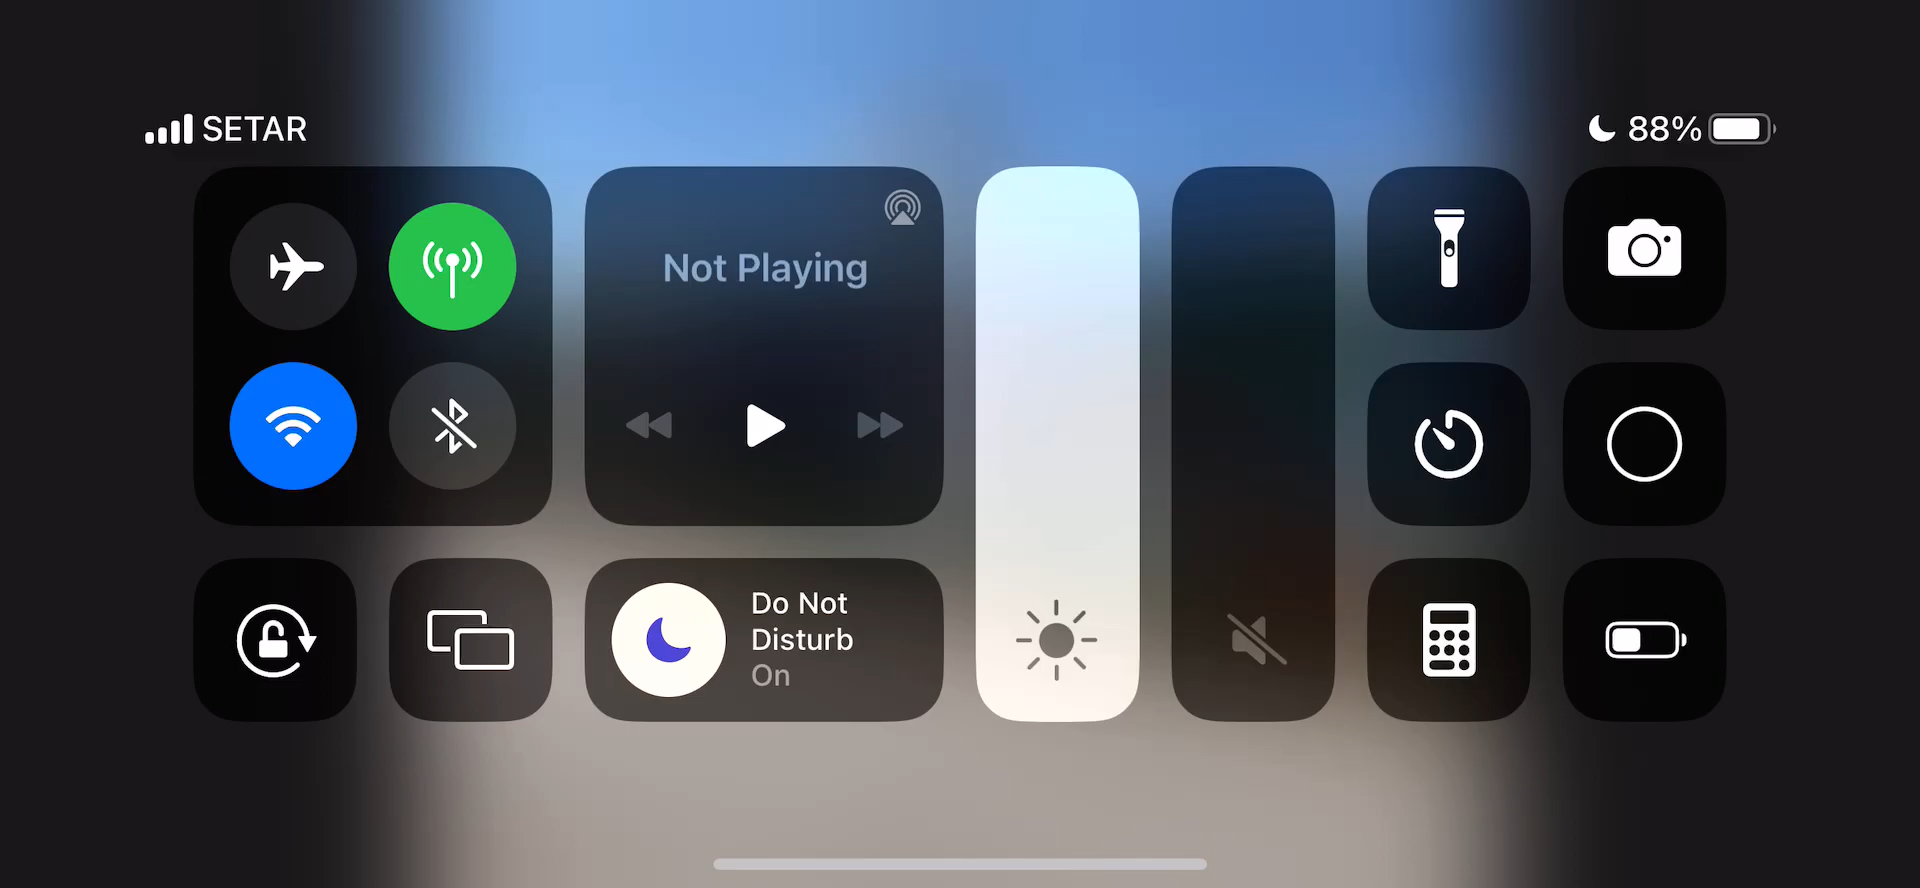 SETAR
88%
Not Playing
Do Not
Disturb
On